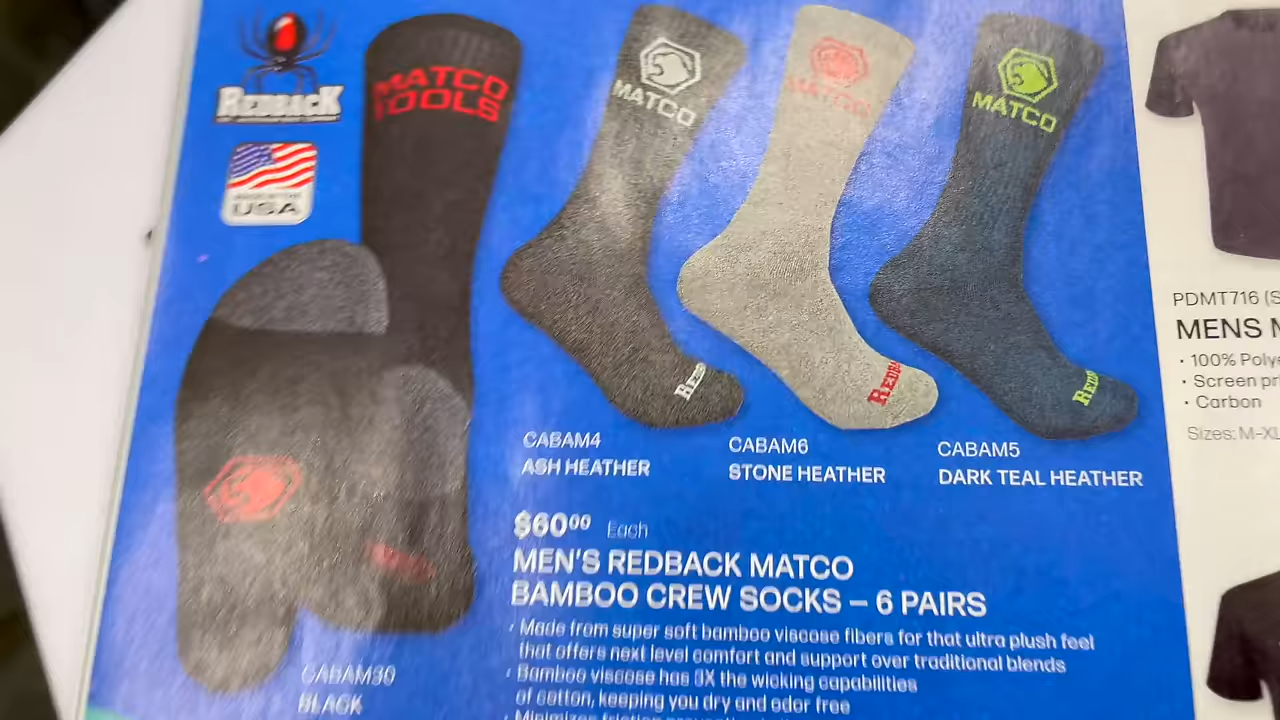 REDBACK
USA
MATCO
TOOLS
MATCO
MATCO
MATCO
CABAM4
ASH HEATHER
CABAM6
STONE HEATHER
CABAM5
DARK TEAL HEATHER
$60⁰⁰ Each
MEN'S REDBACK MATCO
BAMBOO CREW SOCKS – 6 PAIRS
• Made from super soft bamboo viscose fibers for that ultra plush feel
that offers next level comfort and support over traditional blends
• Bamboo viscose has 3X the wicking capabilities
of cotton, keeping you dry and odor free
• Minimizes friction
CABAM30
BLACK
PDMT716 (S
MENS M
• 100% Polye
• Screen pr
• Carbon
Sizes: M-XL